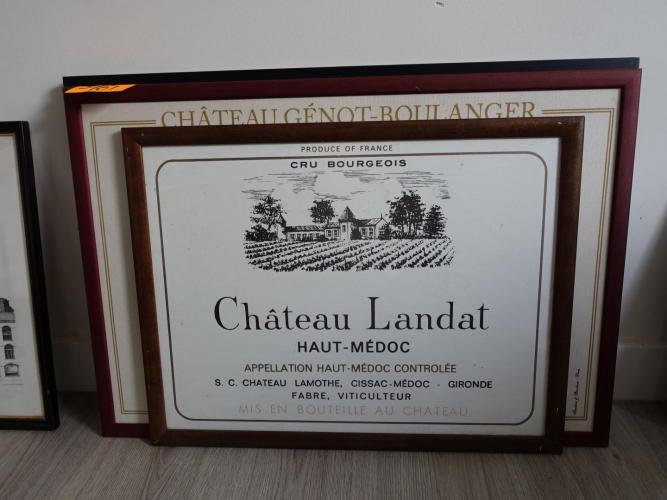 CHÂTEAU GÉNOT-BOULANGER
PRODUCE OF FRANCE
CRU BOURGEOIS
Château Landat
HAUT-MÉDOC
APPELLATION HAUT-MÉDOC CONTROLÉE
S. C. CHATEAU LAMOTHE, CISSAC-MÉDOC - GIRONDE
FABRE, VITICULTEUR
MIS EN BOUTEILLE AU CHÂTEAU